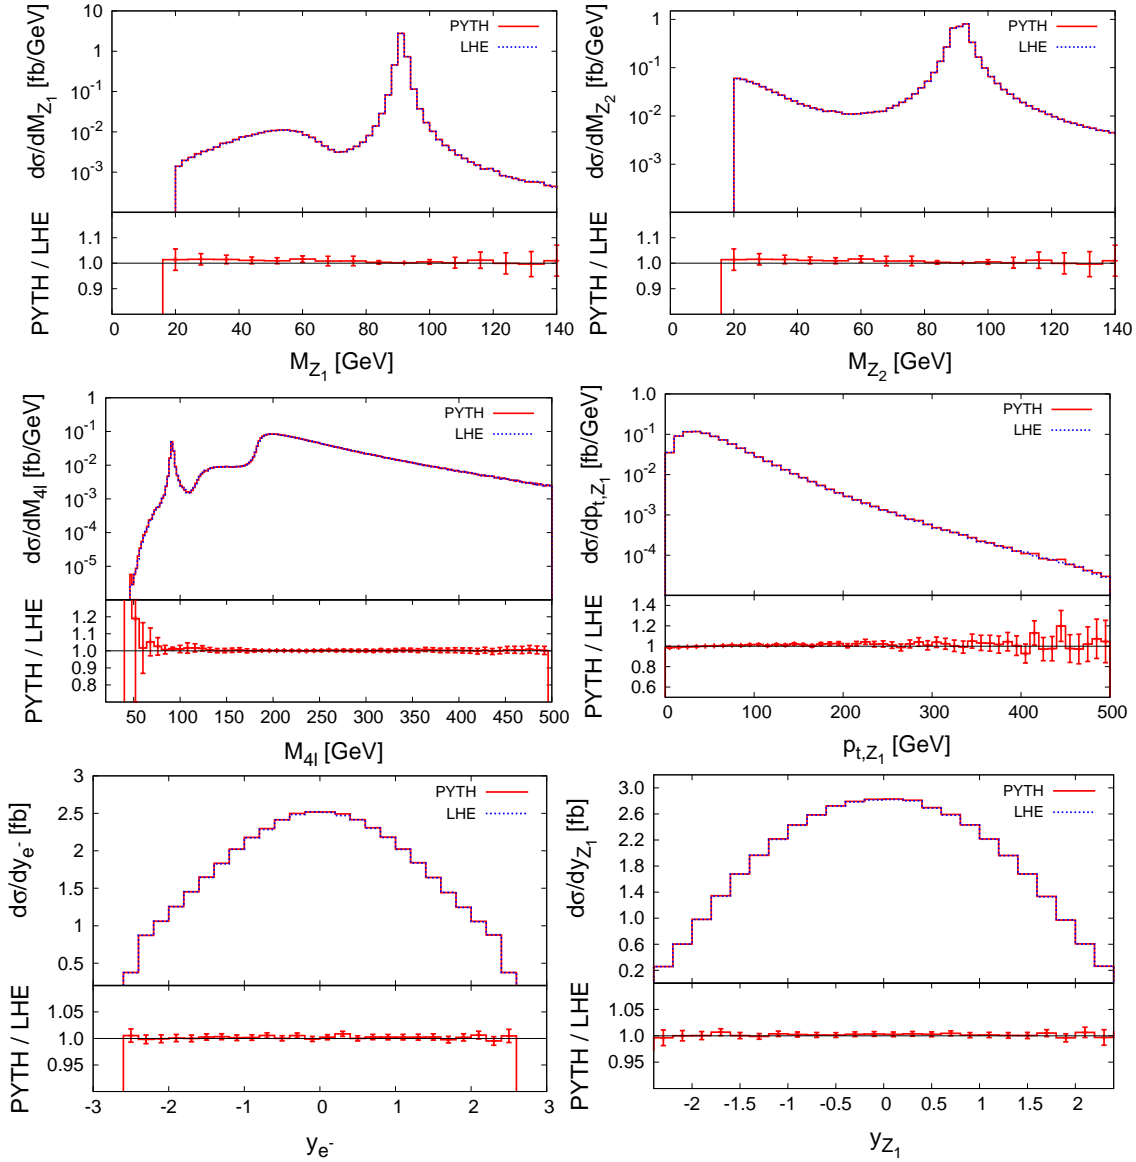 10
1
10⁻¹
10⁻²
10⁻³
dσ/dM_Z₁ [fb/GeV]
PYTH
LHE
1.1
1.0
0.9
PYTH / LHE
0 20 40 60 80 100 120 140
M_Z₁ [GeV]
1
10⁻¹
10⁻²
10⁻³
dσ/dM_Z₂ [fb/GeV]
PYTH
LHE
1.1
1.0
0.9
PYTH / LHE
0 20 40 60 80 100 120 140
M_Z₂ [GeV]
1
10⁻¹
10⁻²
10⁻³
10⁻⁴
10⁻⁵
dσ/dM_4l [fb/GeV]
PYTH
LHE
1.2
1.1
1.0
0.9
0.8
PYTH / LHE
50 100 150 200 250 300 350 400 450 500
M_4l [GeV]
1.0
10⁻¹
10⁻²
10⁻³
10⁻⁴
dσ/dp_t,Z₁ [fb/GeV]
PYTH
LHE
1.4
1.2
1
0.8
0.6
PYTH / LHE
0 100 200 300 400 500
p_t,Z₁ [GeV]
3
2.5
2
1.5
1
0.5
dσ/dy_e⁻ [fb]
PYTH
LHE
1.05
1.0
0.95
PYTH / LHE
-3 -2 -1 0 1 2 3
y_e⁻
3.0
2.6
2.2
1.8
1.4
1.0
0.6
0.2
dσ/dy_Z₁ [fb]
PYTH
LHE
1.05
1.0
0.95
PYTH / LHE
-2 -1.5 -1 -0.5 0 0.5 1 1.5 2
y_Z₁